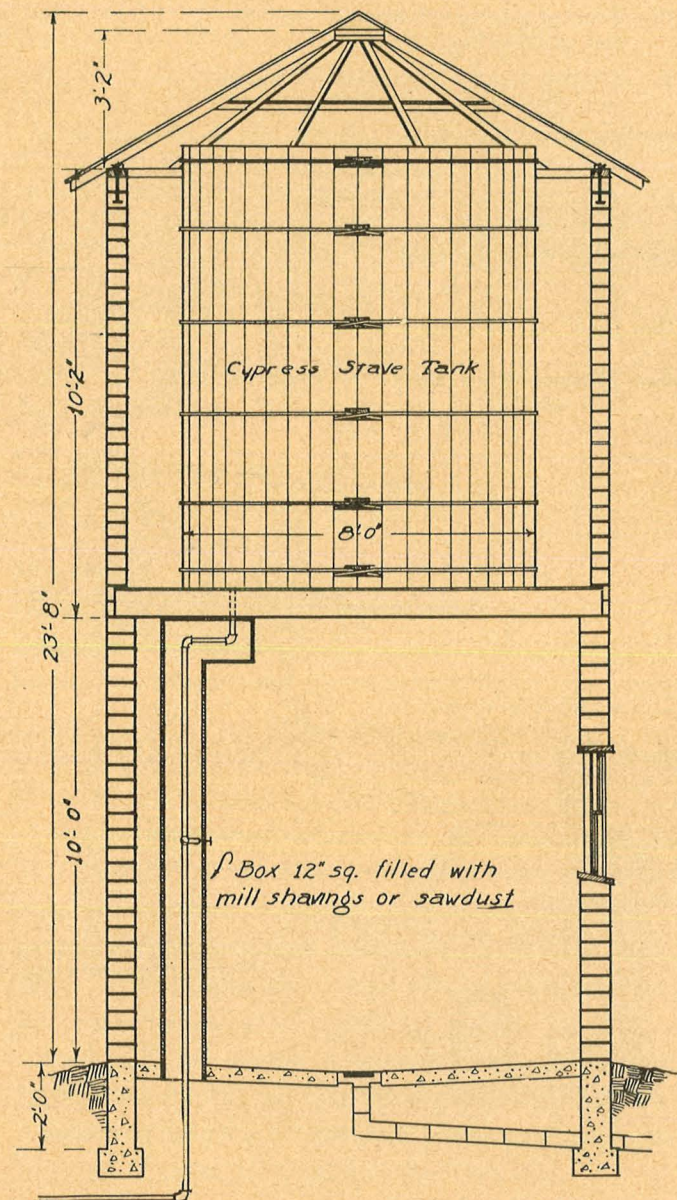 3'-2"
10'-2"
Cypress Stave Tank
8'-0"
23'-8"
10'-0"
Box 12" sq. filled with
mill shavings or sawdust
2'-0"